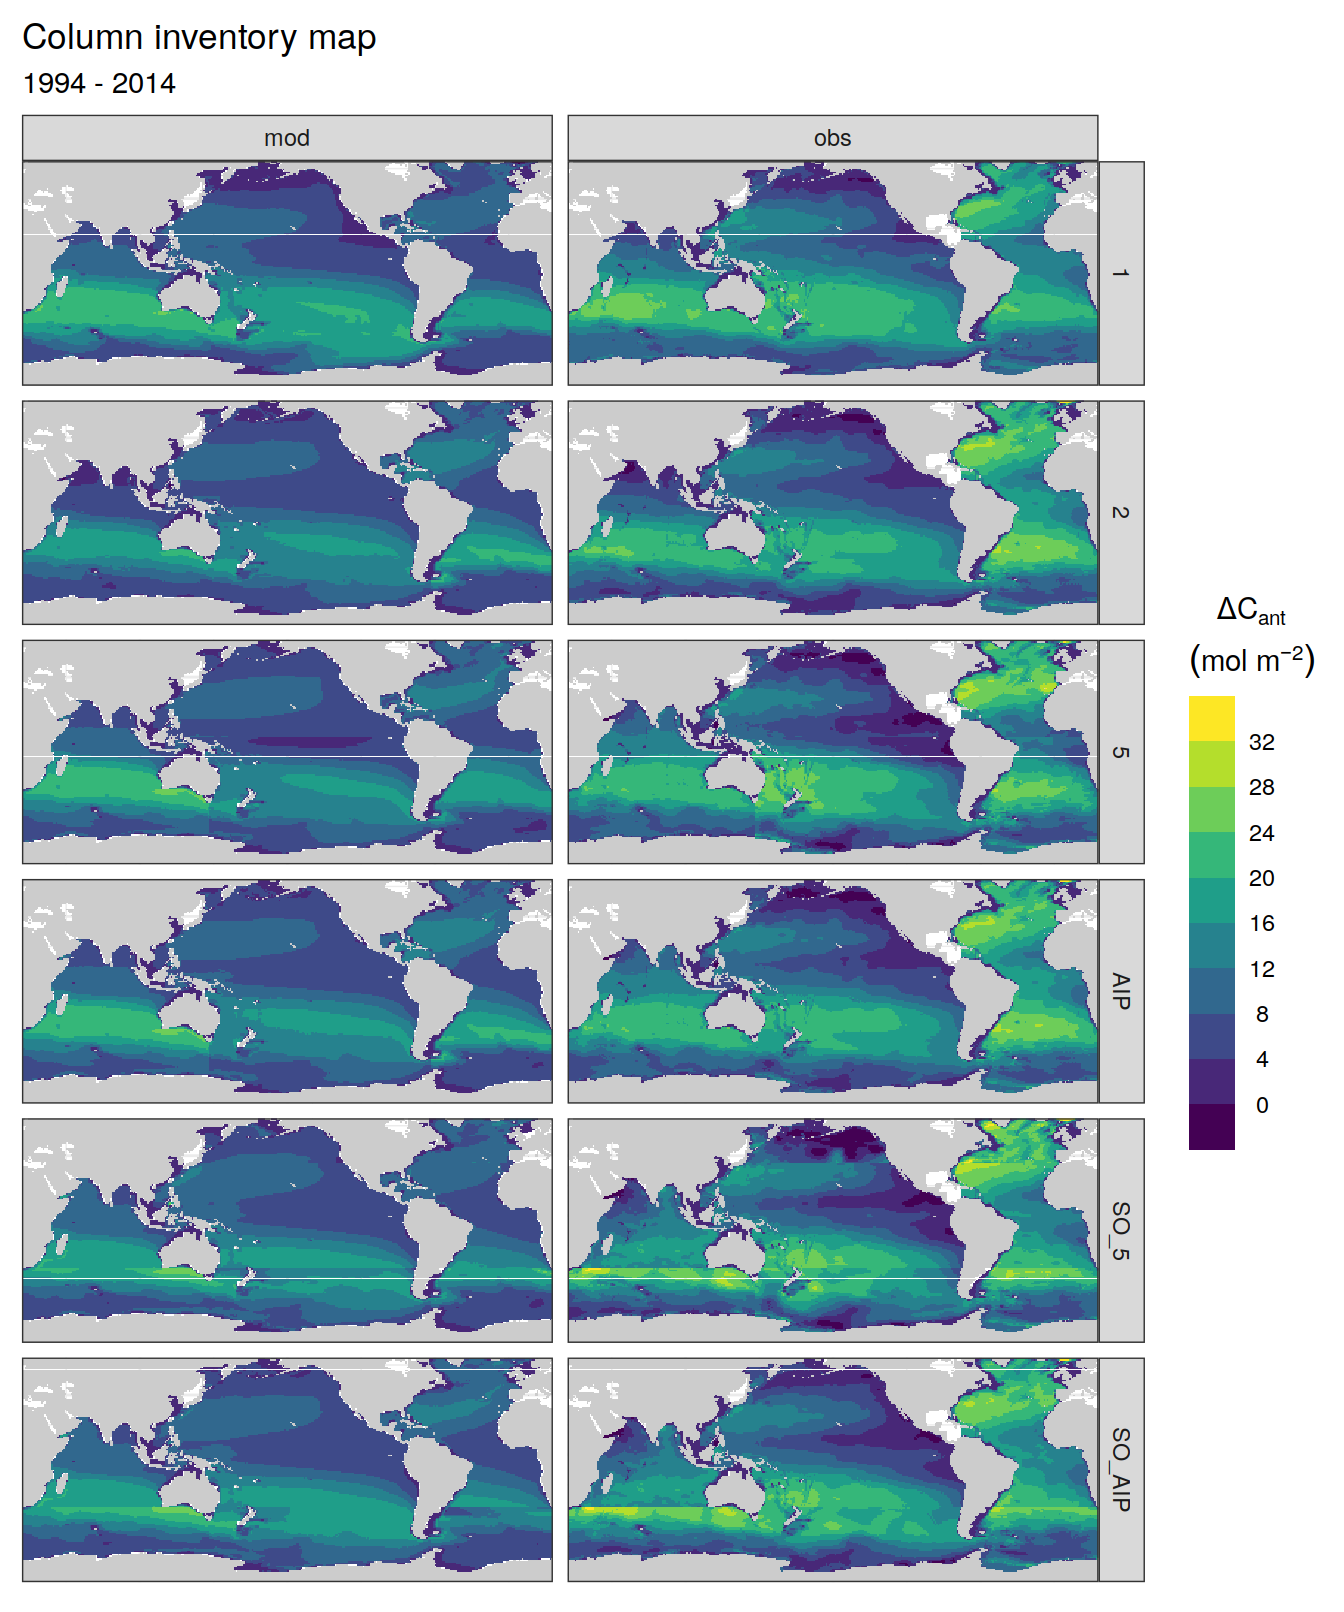 Column inventory map
1994 - 2014
mod obs
1
2
5
AIP
SO_5
SO_AIP
ΔCant
(mol m−2)
32
28
24
20
16
12
8
4
0